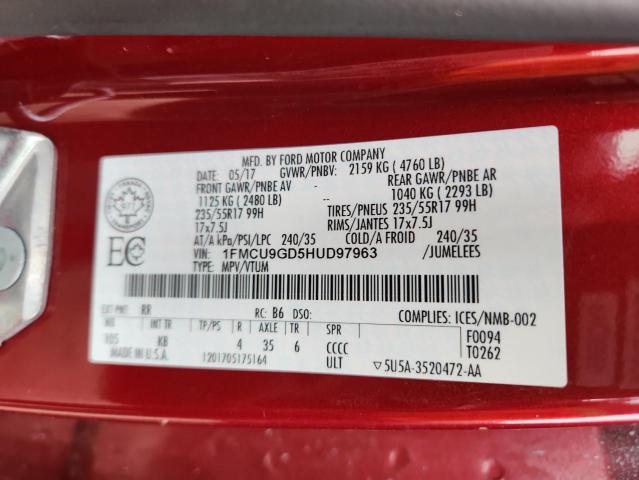 MFD. BY FORD MOTOR COMPANY
DATE: 05/17 GVWR/PNBV: 2159 KG ( 4760 LB)
FRONT GAWR/PNBE AV REAR GAWR/PNBE AR
1125 KG ( 2480 LB) 1040 KG ( 2293 LB)
235/55R17 99H TIRES/PNEUS 235/55R17 99H
17x7.5J RIMS/JANTES 17x7.5J
AT/A kPa/PSI/LPC 240/35 COLD/A FROID 240/35
VIN: 1FMCU9GD5HUD97963 /JUMELEES
TYPE: MPV/VTUM
EC
EXT PNT: RR RC: B6 DSO: COMPLIES: ICES/NMB-002
WB INT TR TP/PS R AXLE TR SPR F0094
105 KB 4 35 6 CCCC T0262
MADE IN U.S.A. 1201705175164 ULT ▽5U5A-3520472-AA